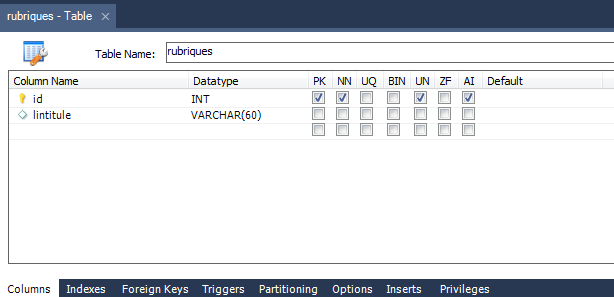 rubriques - Table ×
Table Name: rubriques
Column Name Datatype PK NN UQ BIN UN ZF AI Default
id INT
lintitule VARCHAR(60)
Columns Indexes Foreign Keys Triggers Partitioning Options Inserts Privileges